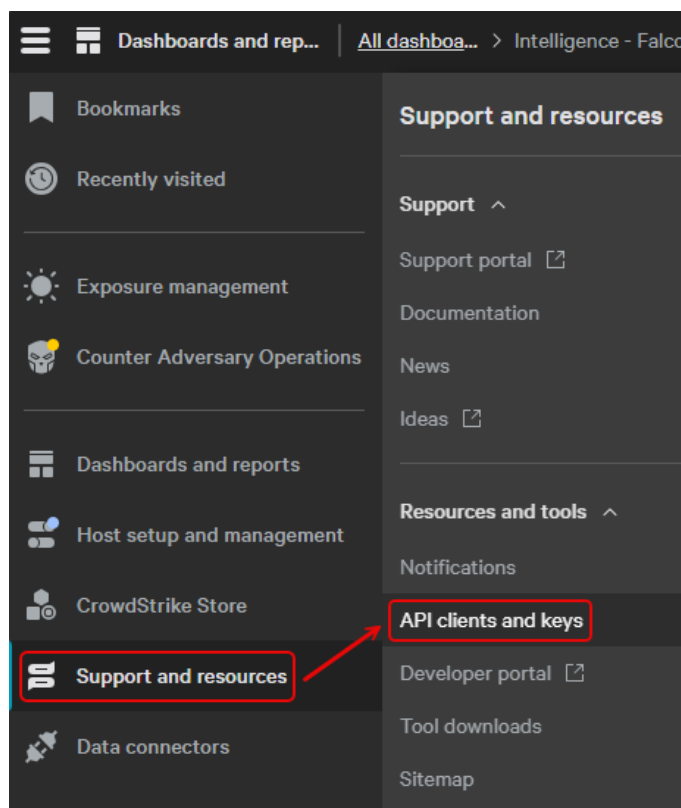 Dashboards and rep... All dashboa... > Intelligence - Falco
Bookmarks
Recently visited
Exposure management
Counter Adversary Operations
Dashboards and reports
Host setup and management
CrowdStrike Store
Support and resources
Data connectors
Support and resources
Support
Support portal
Documentation
News
Ideas
Resources and tools
Notifications
API clients and keys
Developer portal
Tool downloads
Sitemap